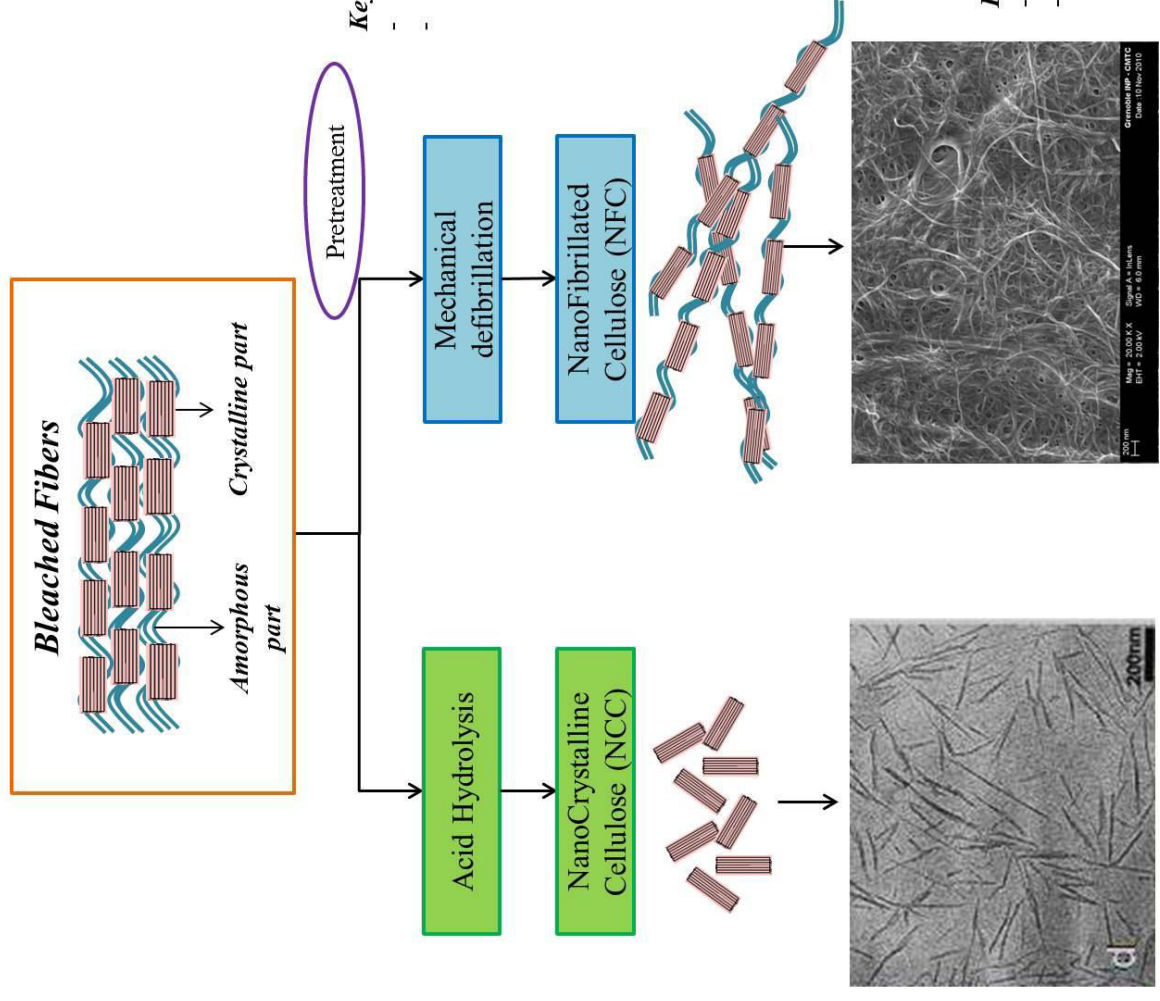 Bleached Fibers
Amorphous
part
Crystalline part
Pretreatment
Acid Hydrolysis
Mechanical
defibrillation
NanoCrystalline
Cellulose (NCC)
NanoFibrillated
Cellulose (NFC)
200nm
200 nm
Mag = 20.00 K X
EHT = 2.00 kV
Signal A = InLens
WD = 6.0 mm
Grenoble INP - CMTC
Date :10 Nov 2010